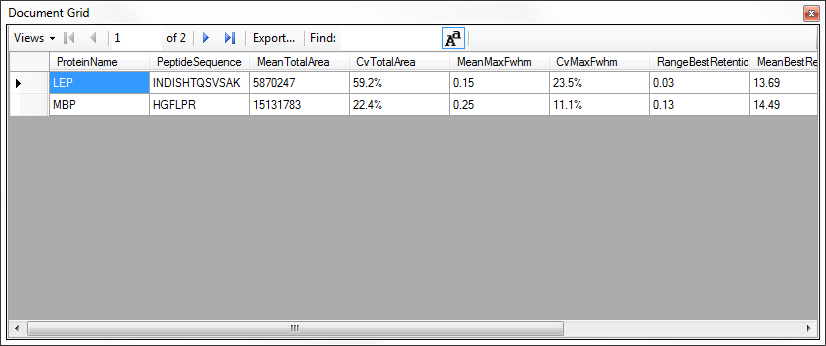 Document Grid
Views 1 of 2 Export... Find: Aa
ProteinName PeptideSequence MeanTotalArea CvTotalArea MeanMaxFwhm CvMaxFwhm RangeBestRetentic MeanBestRe
LEP INDISHTQSVSAK 5870247 59.2% 0.15 23.5% 0.03 13.69
MBP HGFLPR 15131783 22.4% 0.25 11.1% 0.13 14.49